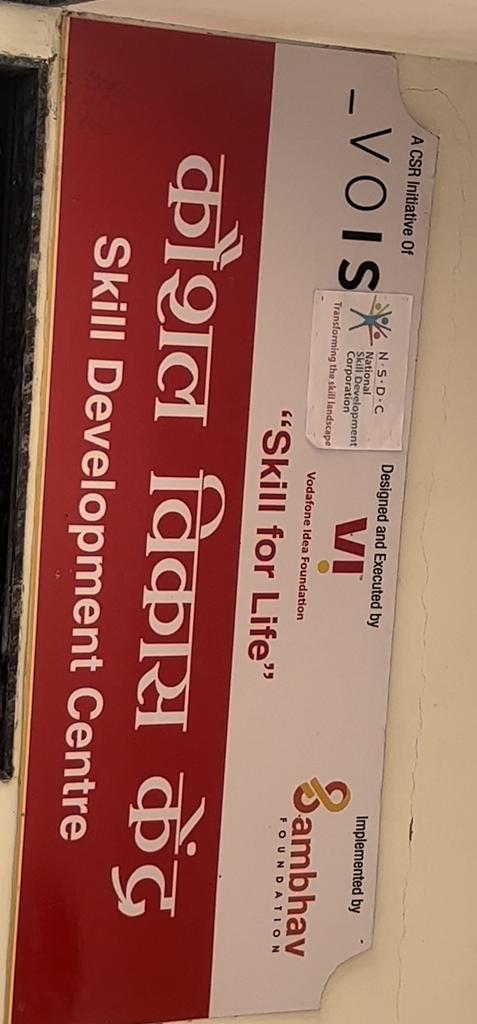 A CSR Initiative Of
_VOIS
N·S·D·C
National
Skill Development
Corporation
Transforming the skill landscape
Designed and Executed by
VI™
Vodafone Idea Foundation
Implemented by
Sambhav
FOUNDATION
“Skill for Life”
कौशल विकास केंद्र
Skill Development Centre